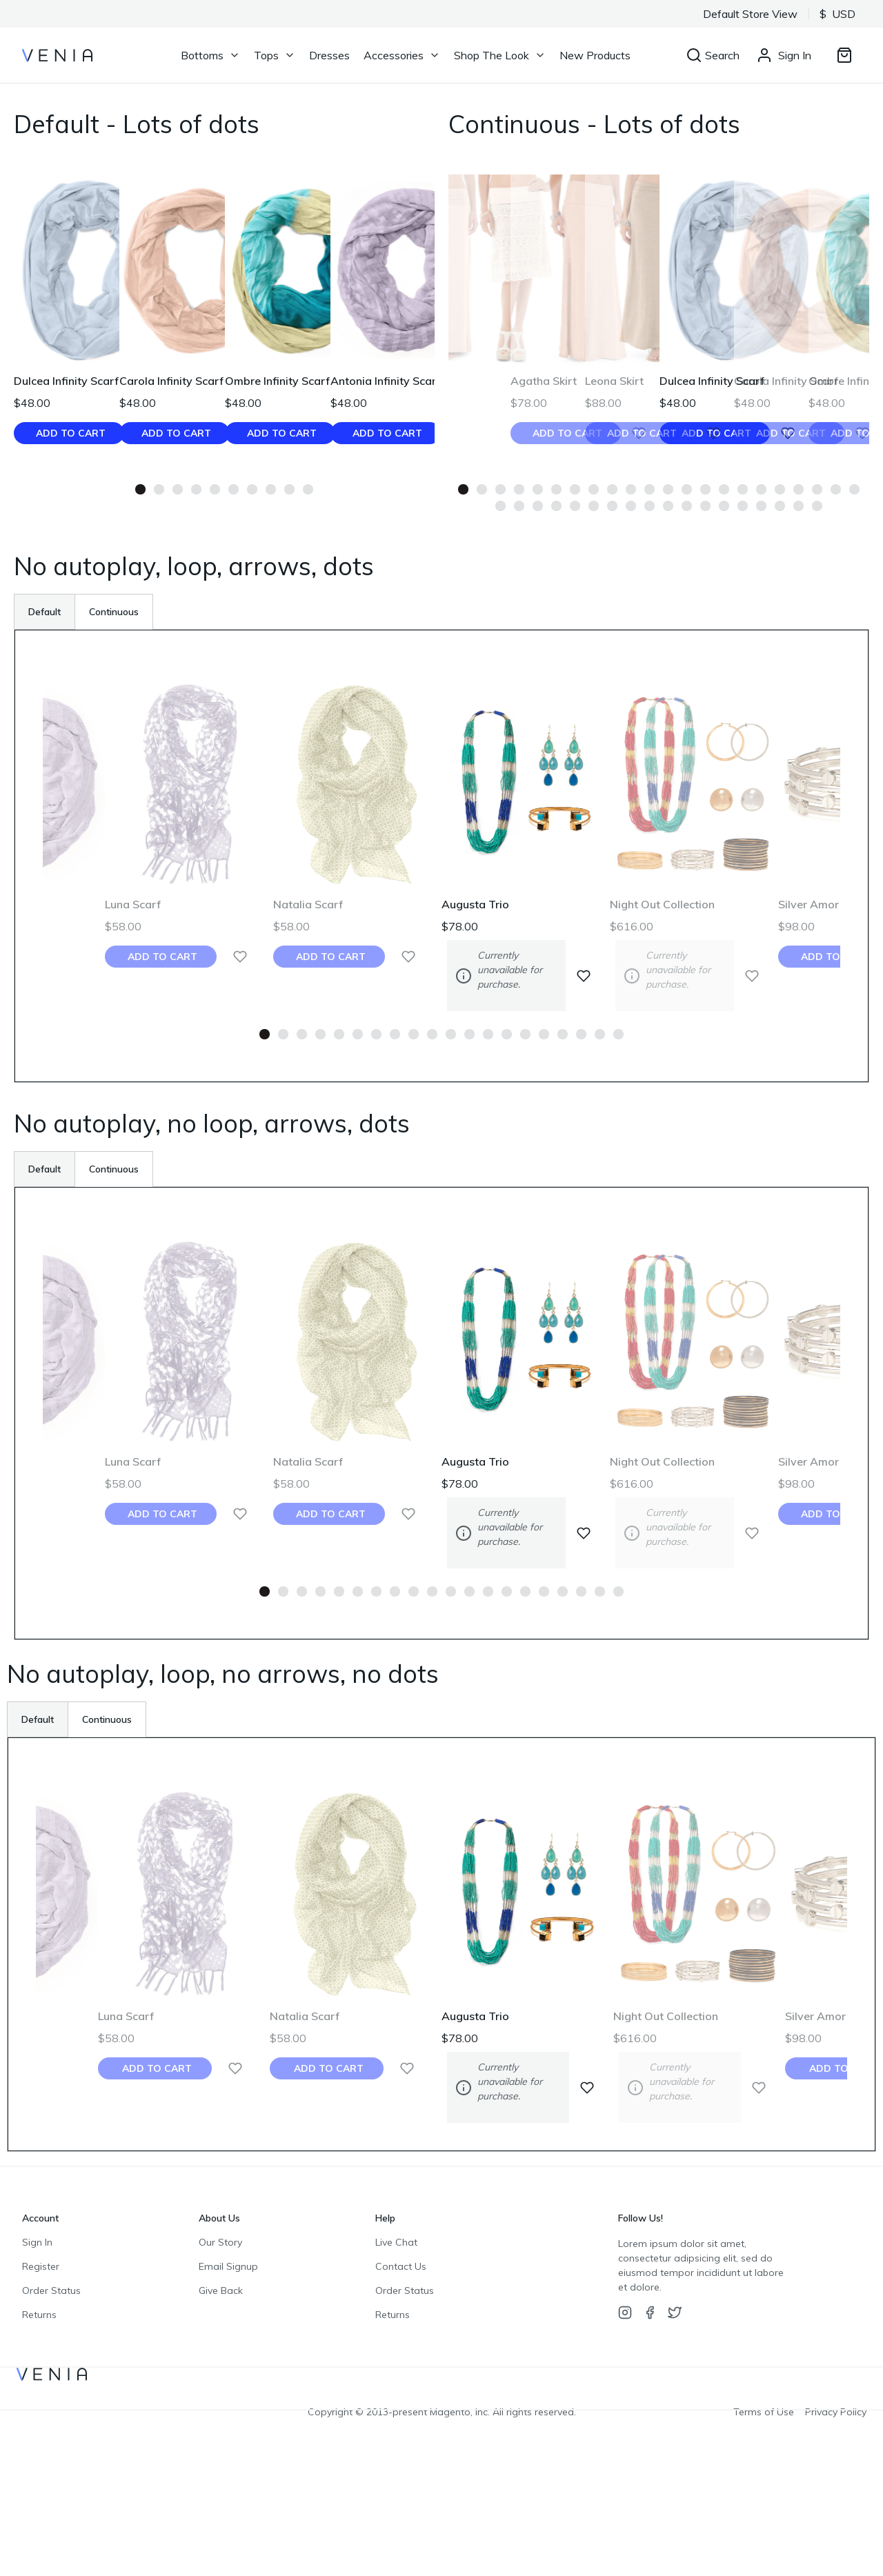 Default Store View $ USD
VENIA Bottoms Tops Dresses Accessories Shop The Look New Products Search Sign In
Default - Lots of dots
Dulcea Infinity Scarf Carola Infinity Scarf Ombre Infinity Scarf Antonia Infinity Scar
$48.00 $48.00 $48.00 $48.00
ADD TO CART ADD TO CART ADD TO CART ADD TO CART
Continuous - Lots of dots
Agatha Skirt Leona Skirt Dulcea Infinity Scarf Infinity Infin
$78.00 $88.00 $48.00 $48.00 $48.00
ADD TO CART ADD TO CART ADD TO CART ADD TO CART ADD TO
No autoplay, loop, arrows, dots
Default Continuous
Luna Scarf Natalia Scarf Augusta Trio Night Out Collection Silver Amor
$58.00 $58.00 $78.00 $616.00 $98.00
ADD TO CART ADD TO CART ADD TO
Currently
unavailable for
purchase.
Currently
unavailable for
purchase.
No autoplay, no loop, arrows, dots
Default Continuous
Luna Scarf Natalia Scarf Augusta Trio Night Out Collection Silver Amor
$58.00 $58.00 $78.00 $616.00 $98.00
ADD TO CART ADD TO CART ADD TO
Currently
unavailable for
purchase.
Currently
unavailable for
purchase.
No autoplay, loop, no arrows, no dots
Default Continuous
Luna Scarf Natalia Scarf Augusta Trio Night Out Collection Silver Amor
$58.00 $58.00 $78.00 $616.00 $98.00
ADD TO CART ADD TO CART ADD TO
Currently
unavailable for
purchase.
Currently
unavailable for
purchase.
Account
Sign In
Register
Order Status
Returns
About Us
Our Story
Email Signup
Give Back
Help
Live Chat
Contact Us
Order Status
Returns
Follow Us!
Lorem ipsum dolor sit amet,
consectetur adipsicing elit, sed do
eiusmod tempor incididunt ut labore
et dolore.
VENIA
Copyright © 2013-present Magento, Inc. All rights reserved.
Terms of Use Privacy Policy